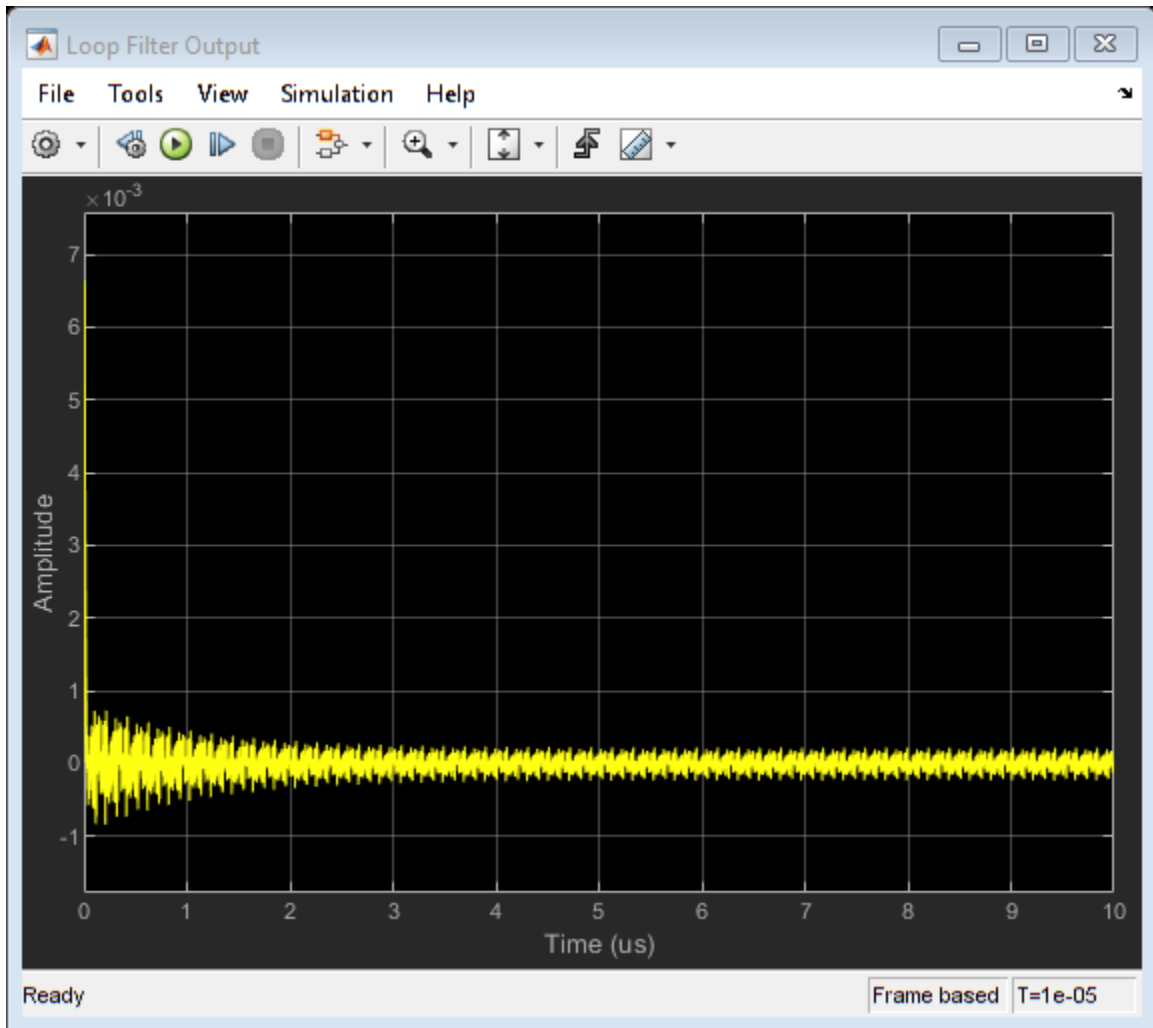 Loop Filter Output
File Tools View Simulation Help
×10-3
7
6
5
4
3
2
1
0
-1
Amplitude
0 1 2 3 4 5 6 7 8 9 10
Time (us)
Ready Frame based T=1e-05